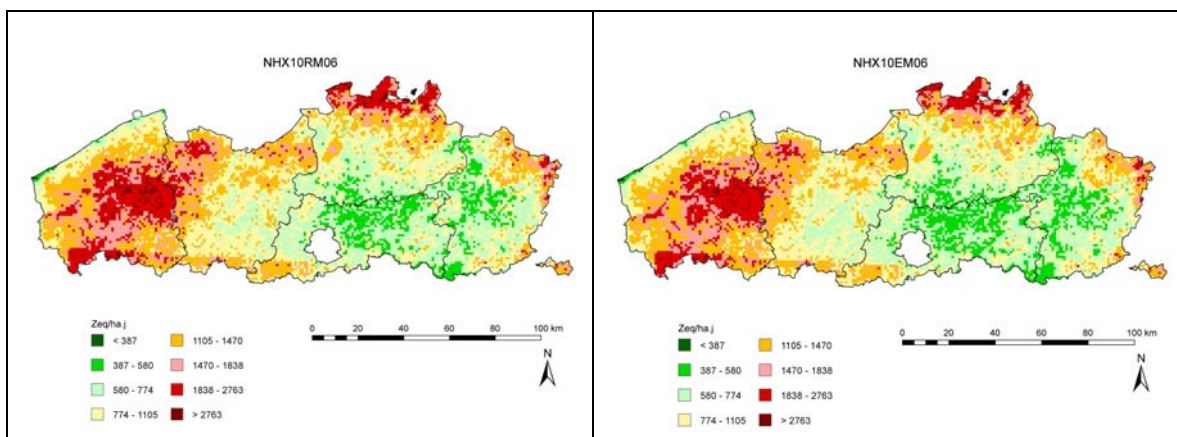 NHX10RM06
Zeq/ha.j
< 387
387 - 580
580 - 774
774 - 1105
1105 - 1470
1470 - 1838
1838 - 2763
> 2763
0 20 40 60 80 100 km
N
NHX10EM06
Zeq/ha.j
< 387
387 - 580
580 - 774
774 - 1105
1105 - 1470
1470 - 1838
1838 - 2763
> 2763
0 20 40 60 80 100 km
N